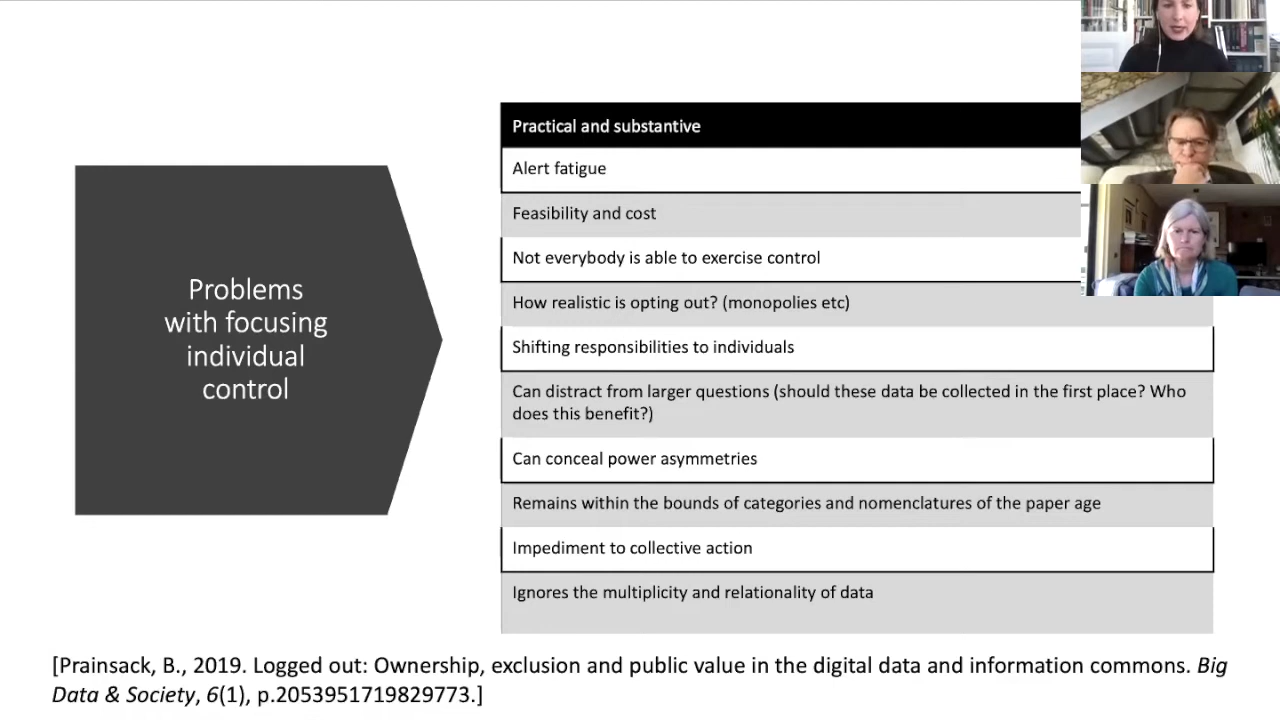 Problems
with focusing
individual
control
Practical and substantive
Alert fatigue
Feasibility and cost
Not everybody is able to exercise control
How realistic is opting out? (monopolies etc)
Shifting responsibilities to individuals
Can distract from larger questions (should these data be collected in the first place? Who
does this benefit?)
Can conceal power asymmetries
Remains within the bounds of categories and nomenclatures of the paper age
Impediment to collective action
Ignores the multiplicity and relationality of data
[Prainsack, B., 2019. Logged out: Ownership, exclusion and public value in the digital data and information commons. Big
Data & Society, 6(1), p.2053951719829773.]